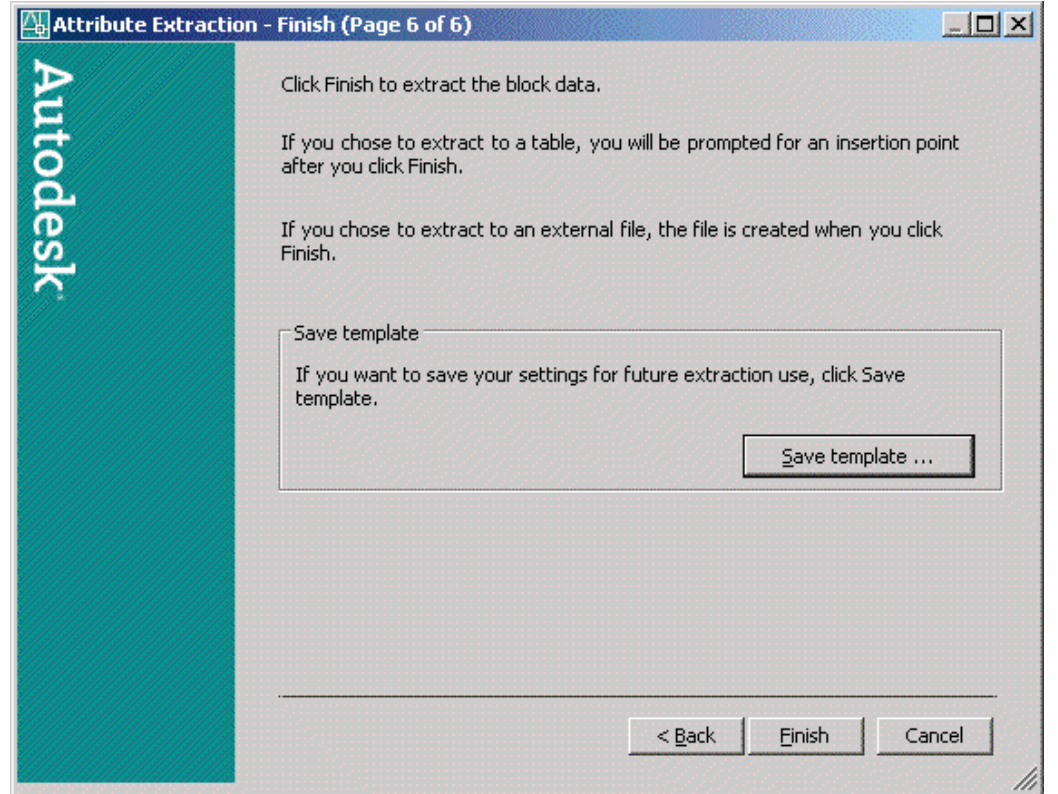 Attribute Extraction - Finish (Page 6 of 6)
Autodesk
Click Finish to extract the block data.
If you chose to extract to a table, you will be prompted for an insertion point
after you click Finish.
If you chose to extract to an external file, the file is created when you click
Finish.
Save template
If you want to save your settings for future extraction use, click Save
template.
Save template ...
< Back
Finish
Cancel